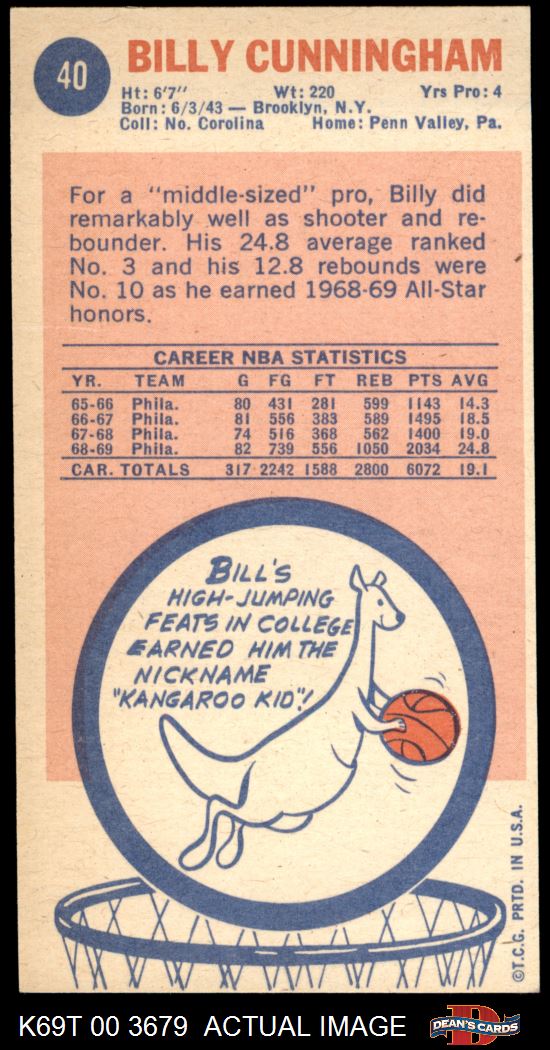 40
BILLY CUNNINGHAM
Ht: 6'7" Wt: 220 Yrs Pro: 4
Born: 6/3/43 — Brooklyn, N.Y.
Coll: No. Corolina Home: Penn Valley, Pa.
For a "middle-sized" pro, Billy did
remarkably well as shooter and re-
bounder. His 24.8 average ranked
No. 3 and his 12.8 rebounds were
No. 10 as he earned 1968-69 All-Star
honors.
CAREER NBA STATISTICS
YR. TEAM G FG FT REB PTS AVG
65-66 Phila. 80 431 281 599 1143 14.3
66-67 Phila. 81 556 383 589 1495 18.5
67-68 Phila. 74 516 368 562 1400 19.0
68-69 Phila. 82 739 556 1050 2034 24.8
CAR. TOTALS 317 2242 1588 2800 6072 19.1
BILL'S
HIGH-JUMPING
FEATS IN COLLEGE
EARNED HIM THE
NICKNAME
"KANGAROO KID"!
©T.C.G. PRTD. IN U.S.A.
K69T 00 3679 ACTUAL IMAGE
D
DEAN'S CARDS